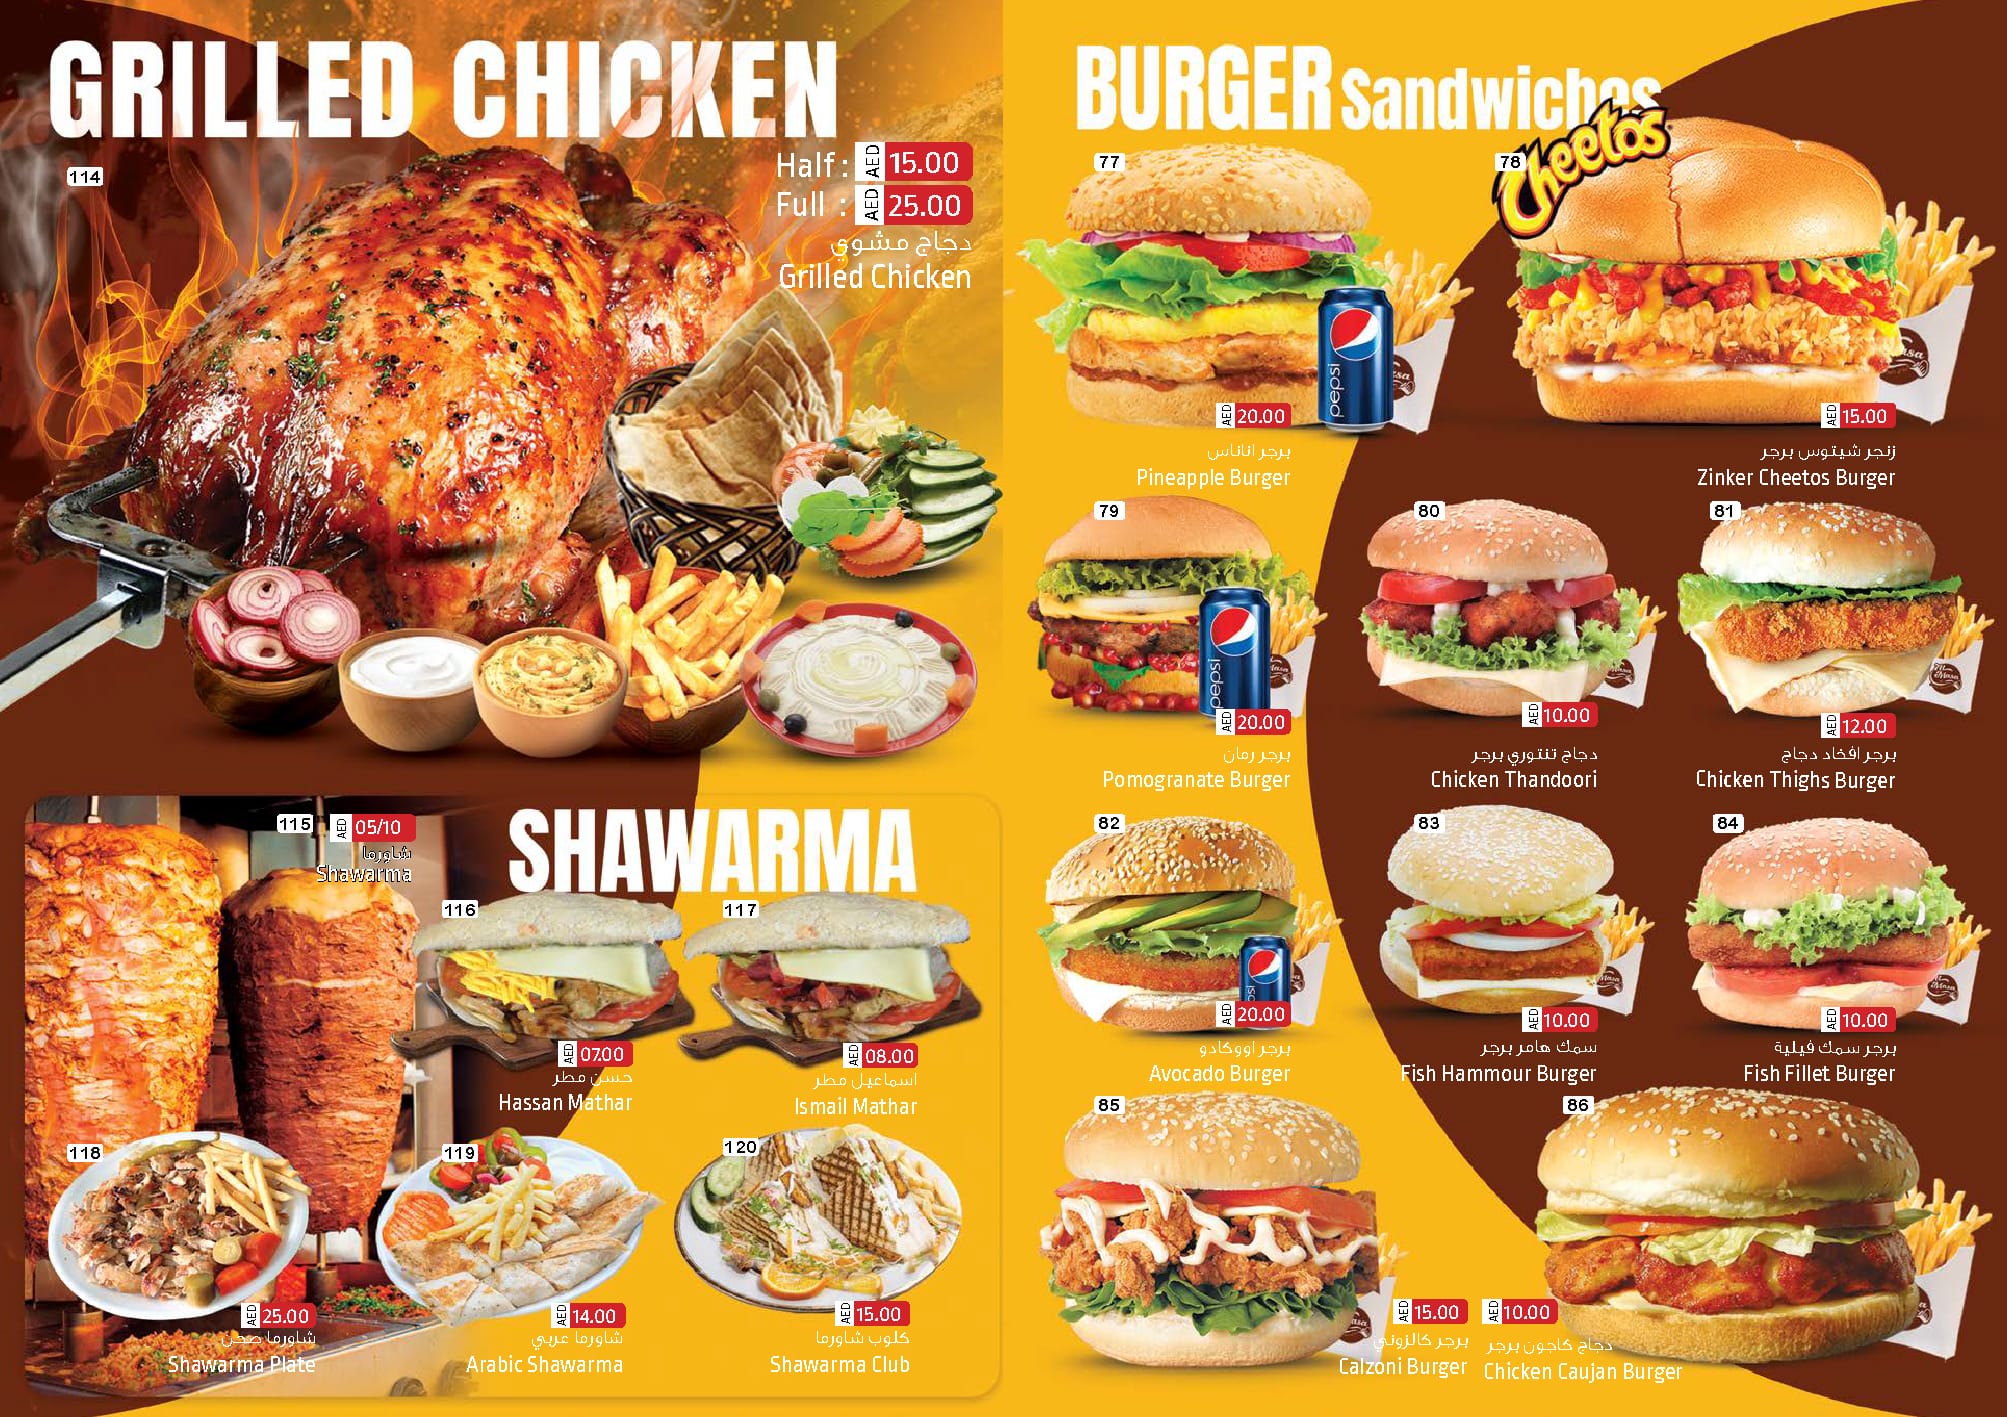 GRILLED CHICKEN
114
Half : AED 15.00
Full : AED 25.00
دجاج مشوي
Grilled Chicken
SHAWARMA
115
AED 05/10
شاورما
Shawarma
116
AED 07.00
حسن مطر
Hassan Mathar
117
AED 08.00
اسماعيل مطر
Ismail Mathar
118
AED 25.00
شاورما صحن
Shawarma Plate
119
AED 14.00
شاورما عربي
Arabic Shawarma
120
AED 15.00
كلوب شاورما
Shawarma Club
BURGER Sandwiches
77
pepsi
AED 20.00
برجر اناناس
Pineapple Burger
78
Cheetos
AED 15.00
زنجر شيتوس برجر
Zinker Cheetos Burger
79
pepsi
AED 20.00
برجر رمان
Pomogranate Burger
80
AED 10.00
دجاج تنتوري برجر
Chicken Thandoori
81
Masa
AED 12.00
برجر افخاد دجاج
Chicken Thighs Burger
82
AED 20.00
برجر اووكادو
Avocado Burger
83
Masa
AED 10.00
سمك هامر برجر
Fish Hammour Burger
84
Masa
AED 10.00
برجر سمك فيلية
Fish Fillet Burger
85
AED 15.00
برجر كالزوني
Calzoni Burger
86
AED 10.00
دجاج كاجون برجر
Chicken Caujan Burger